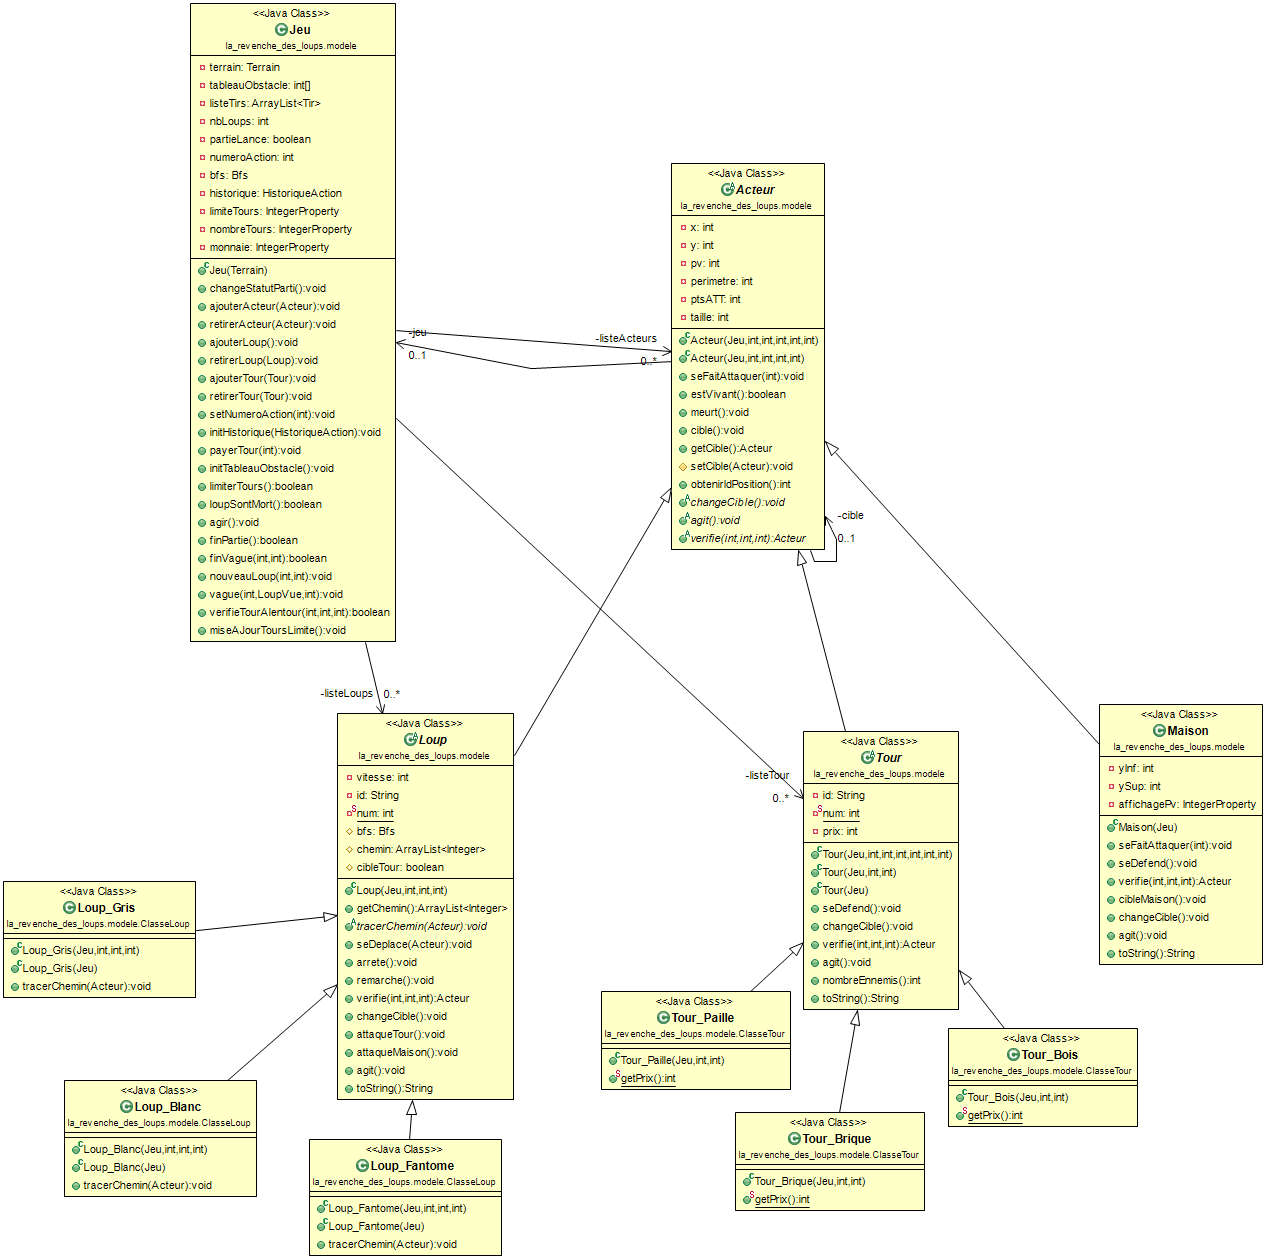 <<Java Class>>
Jeu
la_revenche_des_loups.modele
terrain: Terrain
tableauObstacle: int[]
listeTirs: ArrayList<Tir>
nbLoups: int
partieLance: boolean
numeroAction: int
bfs: Bfs
historique: HistoriqueAction
limiteTours: IntegerProperty
nombreTours: IntegerProperty
monnaie: IntegerProperty
Jeu(Terrain)
changeStatutParti():void
ajouterActeur(Acteur):void
retirerActeur(Acteur):void
ajouterLoup():void
retirerLoup(Loup):void
ajouterTour(Tour):void
retirerTour(Tour):void
setNumeroAction(int):void
initHistorique(HistoriqueAction):void
payerTour(int):void
initTableauObstacle():void
limiterTours():boolean
loupSontMort():boolean
agir():void
finPartie():boolean
finVague(int,int):boolean
nouveauLoup(int,int):void
vague(int,LoupVue,int):void
verifieTourAlentour(int,int,int):boolean
miseAJourToursLimite():void
-jeu
0..1
-listeActeurs
0..*
<<Java Class>>
Acteur
la_revenche_des_loups.modele
x: int
y: int
pv: int
perimetre: int
ptsATT: int
taille: int
Acteur(Jeu,int,int,int,int,int)
Acteur(Jeu,int,int,int,int)
seFaitAttaquer(int):void
estVivant():boolean
meurt():void
cible():void
getCible():Acteur
setCible(Acteur):void
obtenirIdPosition():int
changeCible():void
agit():void
verifie(int,int,int):Acteur
-cible
0..1
-listeLoups
0..*
<<Java Class>>
Loup
la_revenche_des_loups.modele
vitesse: int
id: String
num: int
bfs: Bfs
chemin: ArrayList<Integer>
cibleTour: boolean
Loup(Jeu,int,int,int)
getChemin():ArrayList<Integer>
tracerChemin(Acteur):void
seDeplace(Acteur):void
arrete():void
remarche():void
verifie(int,int,int):Acteur
changeCible():void
attaqueTour():void
attaqueMaison():void
agit():void
toString():String
-listeTour
0..*
<<Java Class>>
Tour
la_revenche_des_loups.modele
id: String
num: int
prix: int
Tour(Jeu,int,int,int,int,int,int)
Tour(Jeu,int,int)
Tour(Jeu)
seDefend():void
changeCible():void
verifie(int,int,int):Acteur
agit():void
nombreEnnemis():int
toString():String
<<Java Class>>
Maison
la_revenche_des_loups.modele
yInf: int
ySup: int
affichagePv: IntegerProperty
Maison(Jeu)
seFaitAttaquer(int):void
seDefend():void
verifie(int,int,int):Acteur
cibleMaison():void
changeCible():void
agit():void
toString():String
<<Java Class>>
Loup_Gris
la_revenche_des_loups.modele.ClasseLoup
Loup_Gris(Jeu,int,int,int)
Loup_Gris(Jeu)
tracerChemin(Acteur):void
<<Java Class>>
Loup_Blanc
la_revenche_des_loups.modele.ClasseLoup
Loup_Blanc(Jeu,int,int,int)
Loup_Blanc(Jeu)
tracerChemin(Acteur):void
<<Java Class>>
Loup_Fantome
la_revenche_des_loups.modele.ClasseLoup
Loup_Fantome(Jeu,int,int,int)
Loup_Fantome(Jeu)
tracerChemin(Acteur):void
<<Java Class>>
Tour_Paille
la_revenche_des_loups.modele.ClasseTour
Tour_Paille(Jeu,int,int)
getPrix():int
<<Java Class>>
Tour_Brique
la_revenche_des_loups.modele.ClasseTour
Tour_Brique(Jeu,int,int)
getPrix():int
<<Java Class>>
Tour_Bois
la_revenche_des_loups.modele.ClasseTour
Tour_Bois(Jeu,int,int)
getPrix():int